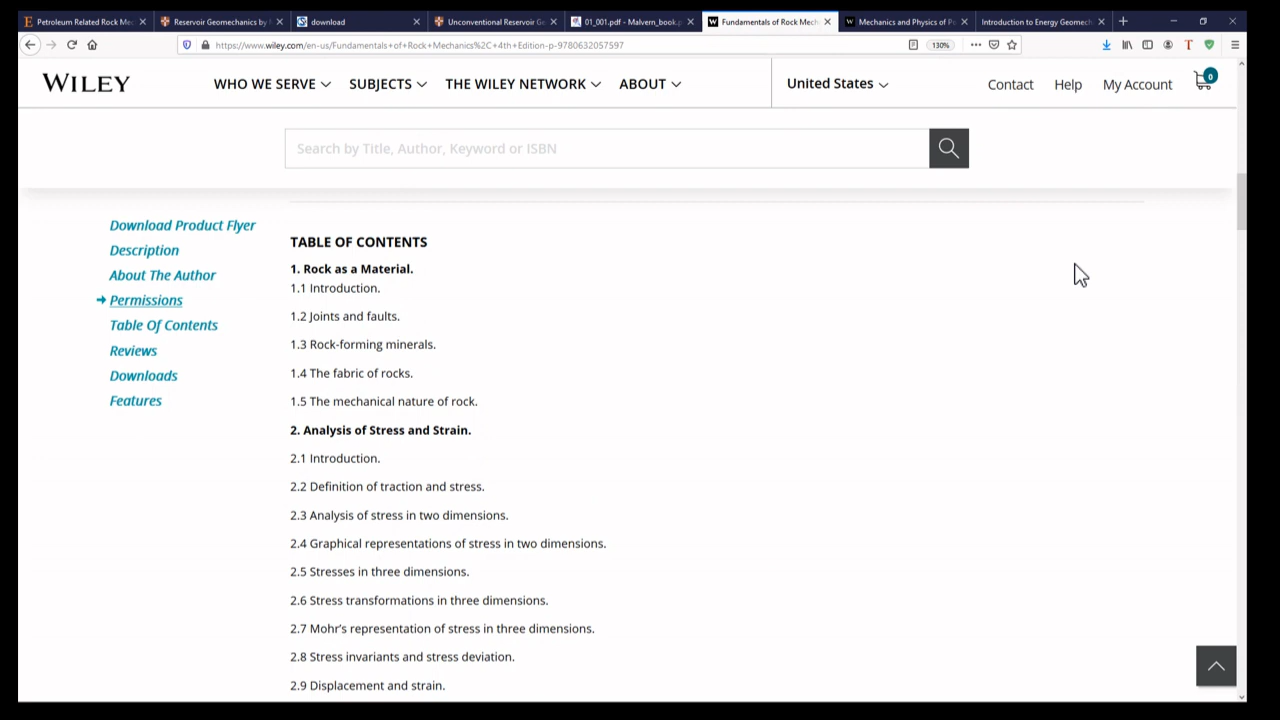 Petroleum Related Rock Mec
Reservoir Geomechanics by
download
Unconventional Reservoir Ge
01_001.pdf - Malvern_book.p
Fundamentals of Rock Mech
Mechanics and Physics of Po
Introduction to Energy Geomech
https://www.wiley.com/en-us/Fundamentals+of+Rock+Mechanics%2C+4th+Edition-p-9780632057597
130%
WILEY
WHO WE SERVE
SUBJECTS
THE WILEY NETWORK
ABOUT
United States
Contact
Help
My Account
0
Search by Title, Author, Keyword or ISBN
Download Product Flyer
Description
About The Author
Permissions
Table Of Contents
Reviews
Downloads
Features
TABLE OF CONTENTS
1. Rock as a Material.
1.1 Introduction.
1.2 Joints and faults.
1.3 Rock-forming minerals.
1.4 The fabric of rocks.
1.5 The mechanical nature of rock.
2. Analysis of Stress and Strain.
2.1 Introduction.
2.2 Definition of traction and stress.
2.3 Analysis of stress in two dimensions.
2.4 Graphical representations of stress in two dimensions.
2.5 Stresses in three dimensions.
2.6 Stress transformations in three dimensions.
2.7 Mohr's representation of stress in three dimensions.
2.8 Stress invariants and stress deviation.
2.9 Displacement and strain.